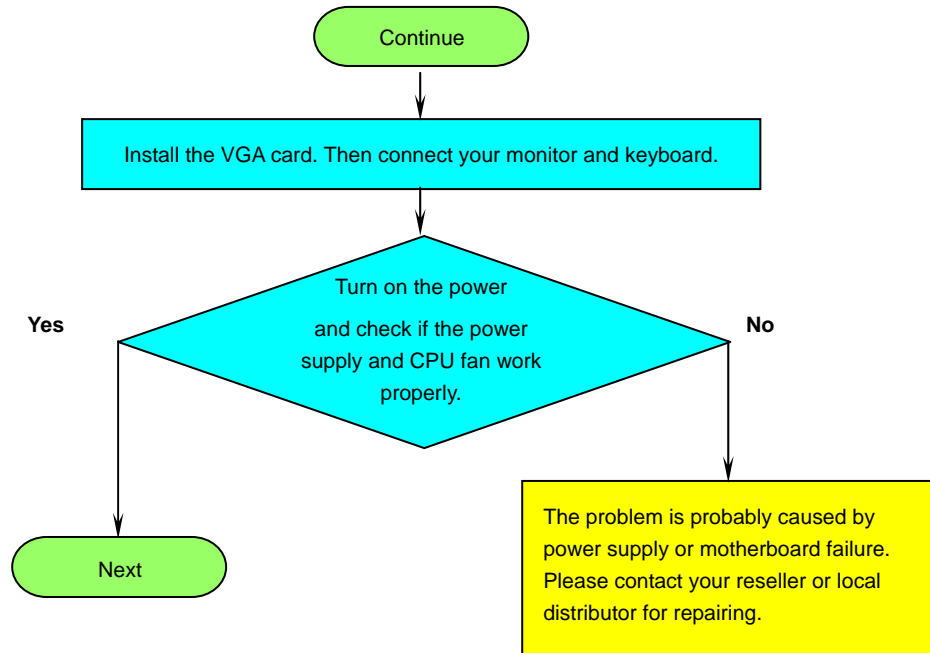 Continue
Install the VGA card. Then connect your monitor and keyboard.
Turn on the power
and check if the power
supply and CPU fan work
properly.
Yes
No
The problem is probably caused by
power supply or motherboard failure.
Please contact your reseller or local
distributor for repairing.
Next